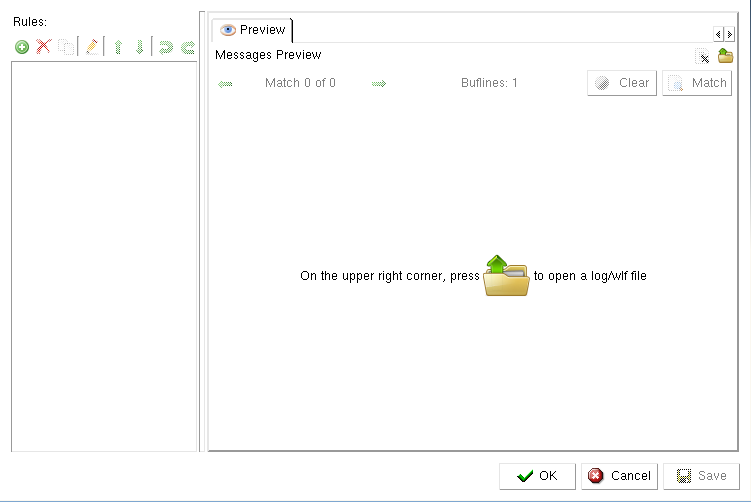 Rules:
Preview
Messages Preview
Match 0 of 0
Buflines: 1
Clear
Match
On the upper right corner, press to open a log/wlf file
OK
Cancel
Save